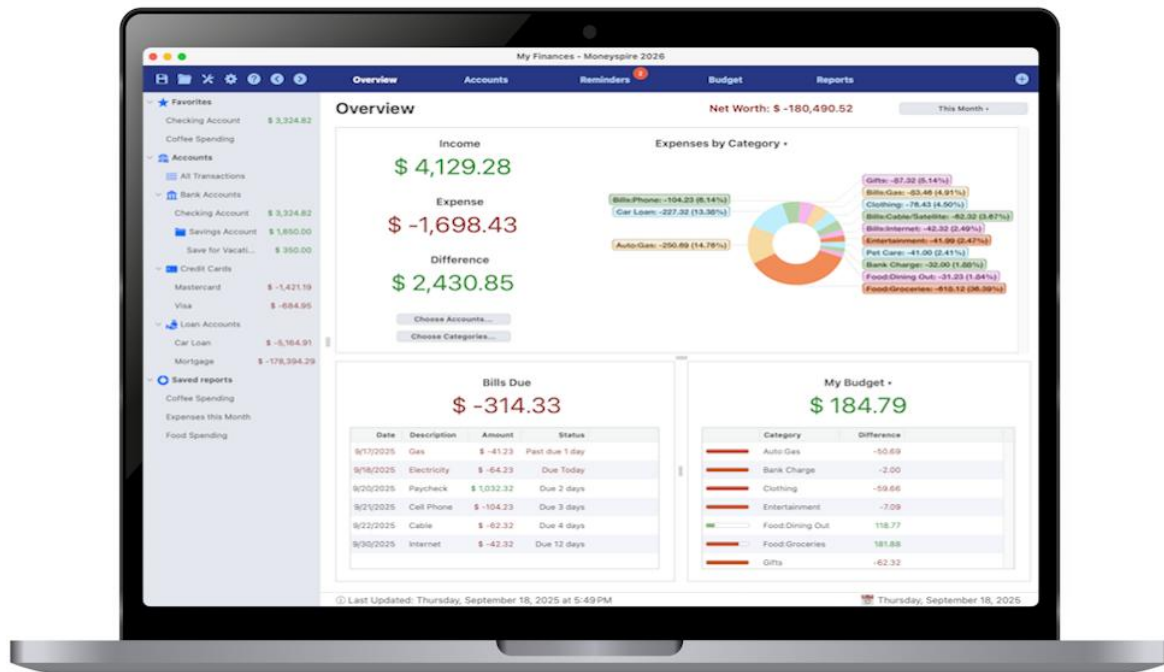 My Finances - Moneyspire 2026
Overview
Accounts
Reminders
2
Budget
Reports
Favorites
Checking Account $ 3,324.82
Coffee Spending
Accounts
All Transactions
Bank Accounts
Checking Account $ 3,324.82
Savings Account $ 1,850.00
Save for Vacati... $ 350.00
Credit Cards
Mastercard $ -1,421.19
Visa $ -684.95
Loan Accounts
Car Loan $ -5,164.91
Mortgage $ -178,394.29
Saved reports
Coffee Spending
Expenses this Month
Food Spending
Overview
Net Worth: $ -180,490.52
This Month
Income
$ 4,129.28
Expense
$ -1,698.43
Difference
$ 2,430.85
Choose Accounts...
Choose Categories...
Expenses by Category
Bills:Phone: -104.23 (6.14%)
Car Loan: -227.32 (13.38%)
Auto:Gas: -250.69 (14.76%)
Gifts: -87.32 (5.14%)
Bills:Gas: -83.46 (4.91%)
Clothing: -76.43 (4.50%)
Bills:Cable/Satellite: -62.32 (3.67%)
Bills:Internet: -42.32 (2.49%)
Entertainment: -41.99 (2.47%)
Pet Care: -41.00 (2.41%)
Bank Charge: -32.00 (1.88%)
Food:Dining Out: -31.23 (1.84%)
Food:Groceries: -618.12 (36.39%)
Bills Due
$ -314.33
Date Description Amount Status
9/17/2025 Gas $ -41.23 Past due 1 day
9/18/2025 Electricity $ -64.23 Due Today
9/20/2025 Paycheck $ 1,032.32 Due 2 days
9/21/2025 Cell Phone $ -104.23 Due 3 days
9/22/2025 Cable $ -62.32 Due 4 days
9/30/2025 Internet $ -42.32 Due 12 days
My Budget
$ 184.79
Category Difference
Auto:Gas -50.69
Bank Charge -2.00
Clothing -59.66
Entertainment -7.09
Food:Dining Out 118.77
Food:Groceries 181.88
Gifts -62.32
Last Updated: Thursday, September 18, 2025 at 5:49 PM
Thursday, September 18, 2025